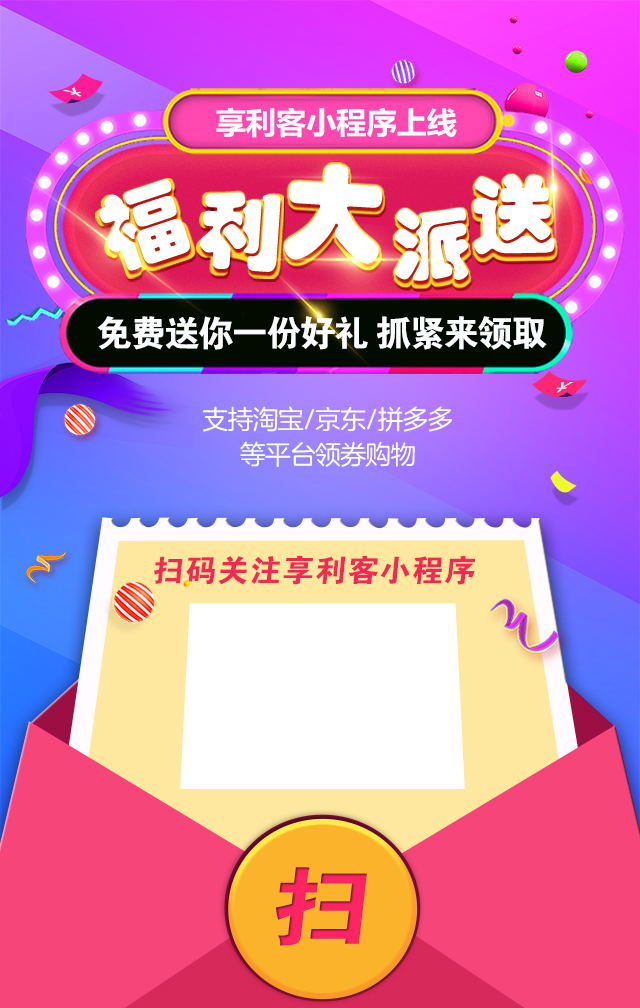 享利客小程序上线
福利大派送
免费送你一份好礼 抓紧来领取
支持淘宝/京东/拼多多
等平台领券购物
扫码关注享利客小程序
扫